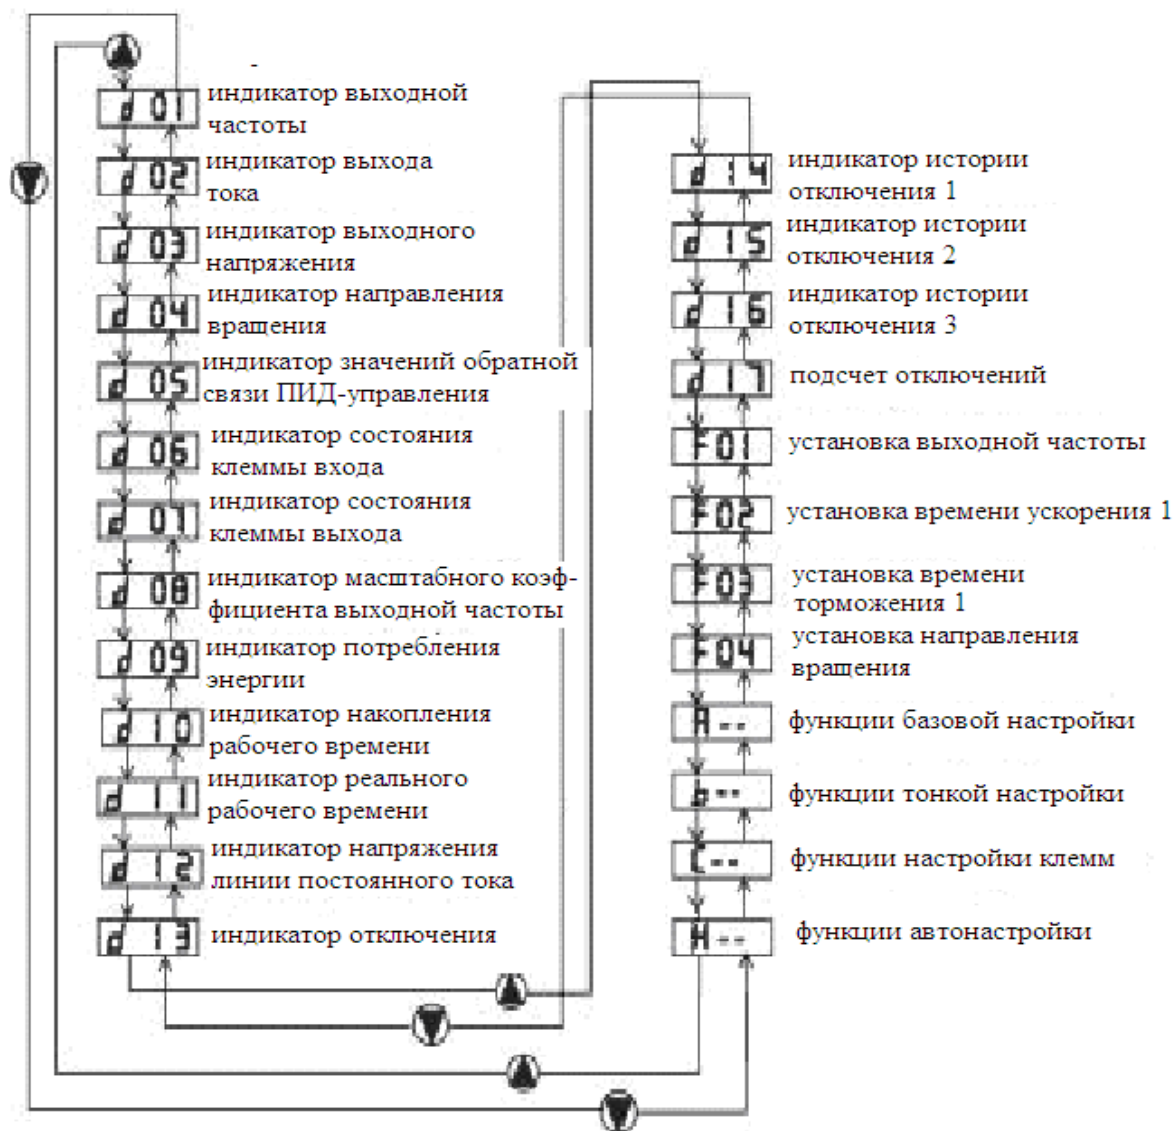 d 01
индикатор выходной
частоты
d 02
индикатор выхода
тока
d 03
индикатор выходного
напряжения
d 04
индикатор направления
вращения
d 05
индикатор значений обратной
связи ПИД-управления
d 06
индикатор состояния
клеммы входа
d 07
индикатор состояния
клеммы выхода
d 08
индикатор масштабного коэф-
фициента выходной частоты
d 09
индикатор потребления
энергии
d 10
индикатор накопления
рабочего времени
d 11
индикатор реального
рабочего времени
d 12
индикатор напряжения
линии постоянного тока
d 13
индикатор отключения
d 14
индикатор истории
отключения 1
d 15
индикатор истории
отключения 2
d 16
индикатор истории
отключения 3
d 17
подсчет отключений
F01
установка выходной частоты
F02
установка времени ускорения 1
F03
установка времени
торможения 1
F04
установка направления
вращения
A--
функции базовой настройки
b--
функции тонкой настройки
C--
функции настройки клемм
H--
функции автонастройки